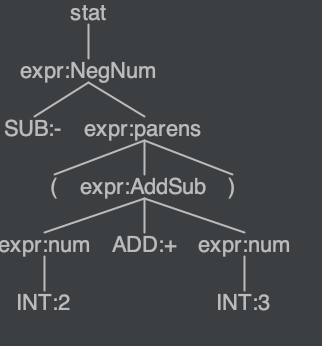 stat
expr:NegNum
SUB:- expr:parens
( expr:AddSub )
expr:num ADD:+ expr:num
INT:2 INT:3